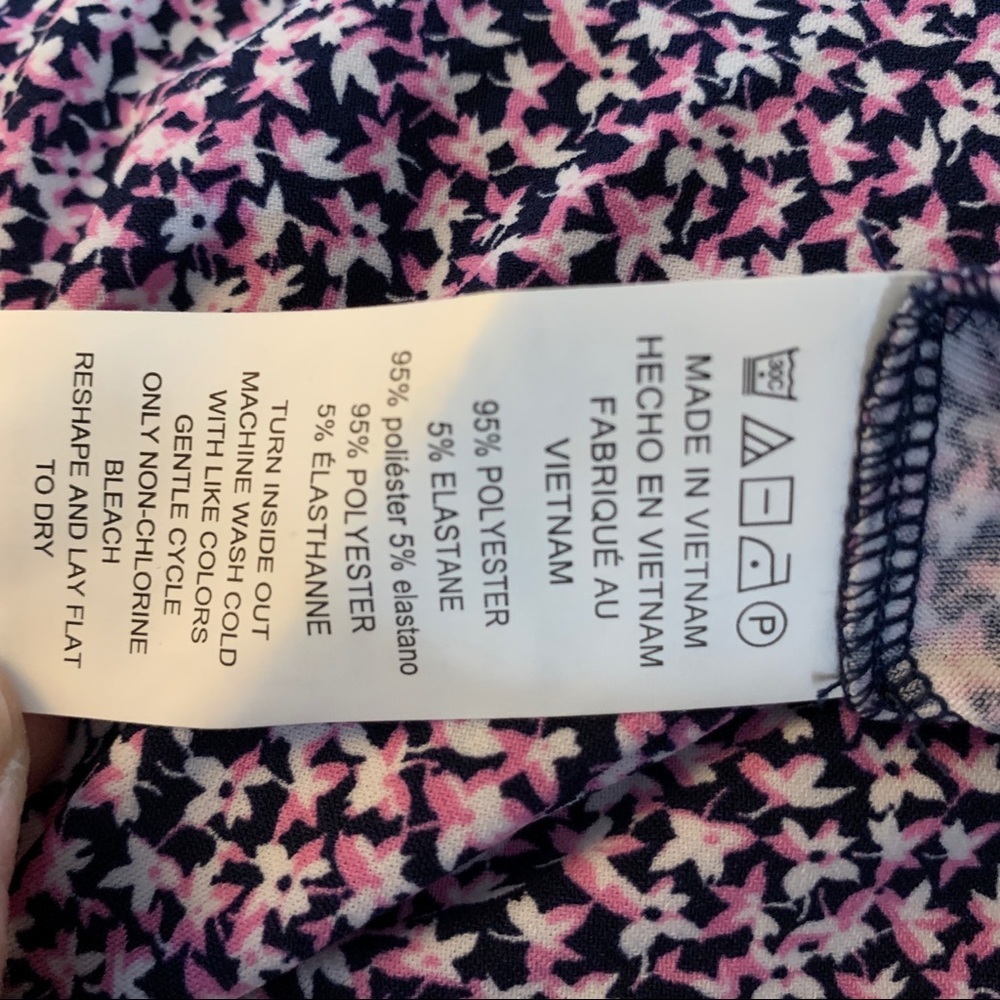 30C P
MADE IN VIETNAM
HECHO EN VIETNAM
FABRIQUÉ AU
VIETNAM
95% POLYESTER
5% ELASTANE
95% poliéster 5% elastano
95% POLYESTER
5% ÉLASTHANNE
TURN INSIDE OUT
MACHINE WASH COLD
WITH LIKE COLORS
GENTLE CYCLE
ONLY NON-CHLORINE
BLEACH
RESHAPE AND LAY FLAT
TO DRY